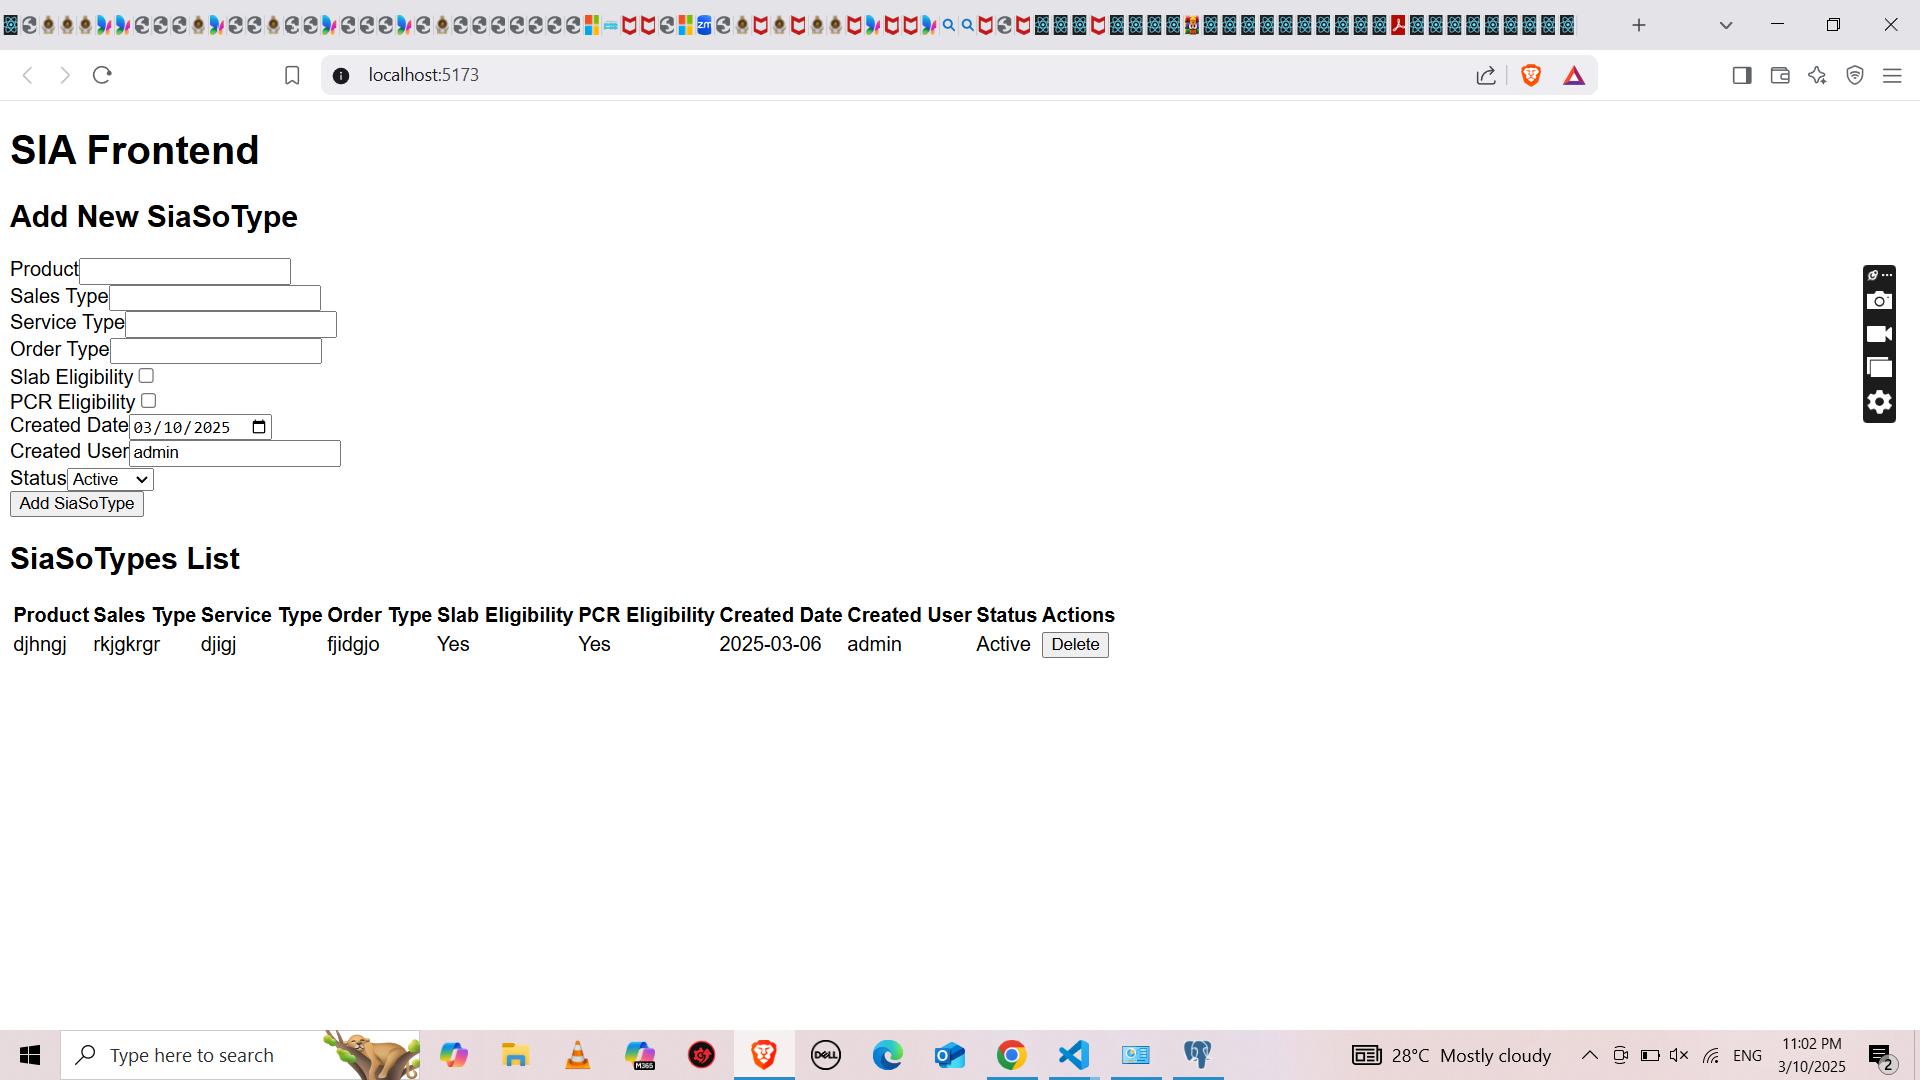 zm
localhost:5173
SIA Frontend
Add New SiaSoType
Product
Sales Type
Service Type
Order Type
Slab Eligibility
PCR Eligibility
Created Date 03/10/2025
Created User admin
Status Active
Add SiaSoType
SiaSoTypes List
Product Sales Type Service Type Order Type Slab Eligibility PCR Eligibility Created Date Created User Status Actions
djhngj rkjgkrgr djigj fjidgjo Yes Yes 2025-03-06 admin Active Delete
Type here to search
M365
DELL
28°C Mostly cloudy
ENG
11:02 PM
3/10/2025
2